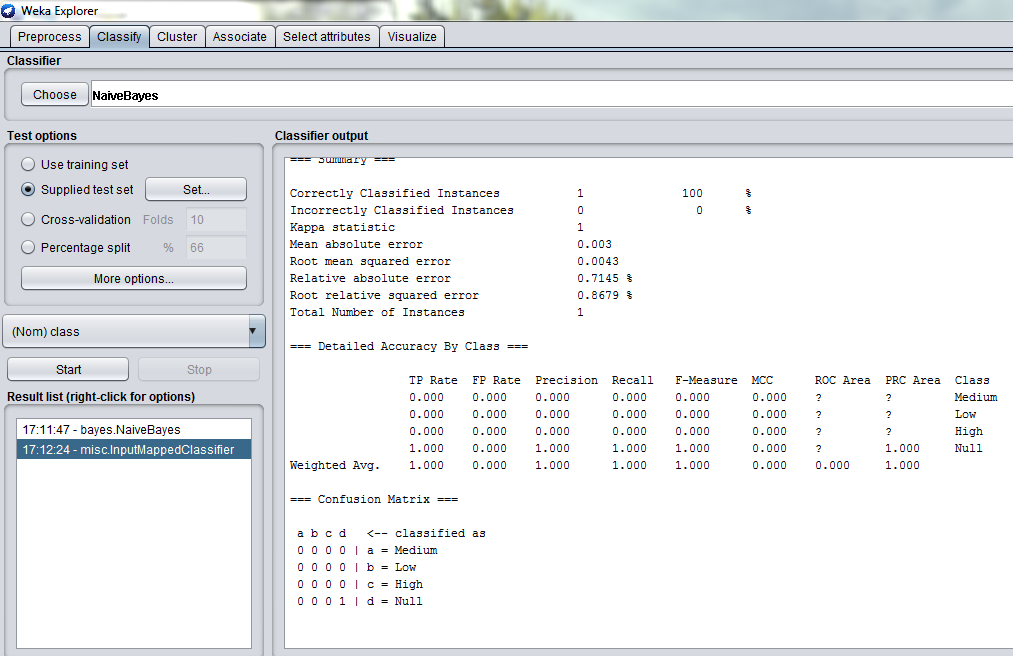 Weka Explorer
Preprocess Classify Cluster Associate Select attributes Visualize
Classifier
Choose NaiveBayes
Test options
Use training set
Supplied test set Set...
Cross-validation Folds 10
Percentage split % 66
More options...
(Nom) class
Start Stop
Result list (right-click for options)
17:11:47 - bayes.NaiveBayes
17:12:24 - misc.InputMappedClassifier
Classifier output
=== Summary ===
Correctly Classified Instances 1 100 %
Incorrectly Classified Instances 0 0 %
Kappa statistic 1
Mean absolute error 0.003
Root mean squared error 0.0043
Relative absolute error 0.7145 %
Root relative squared error 0.8679 %
Total Number of Instances 1
=== Detailed Accuracy By Class ===
TP Rate FP Rate Precision Recall F-Measure MCC ROC Area PRC Area Class
0.000 0.000 0.000 0.000 0.000 0.000 ? ? Medium
0.000 0.000 0.000 0.000 0.000 0.000 ? ? Low
0.000 0.000 0.000 0.000 0.000 0.000 ? ? High
1.000 0.000 1.000 1.000 1.000 0.000 ? 1.000 Null
Weighted Avg. 1.000 0.000 1.000 1.000 1.000 0.000 0.000 1.000
=== Confusion Matrix ===
a b c d <-- classified as
0 0 0 0 | a = Medium
0 0 0 0 | b = Low
0 0 0 0 | c = High
0 0 0 1 | d = Null